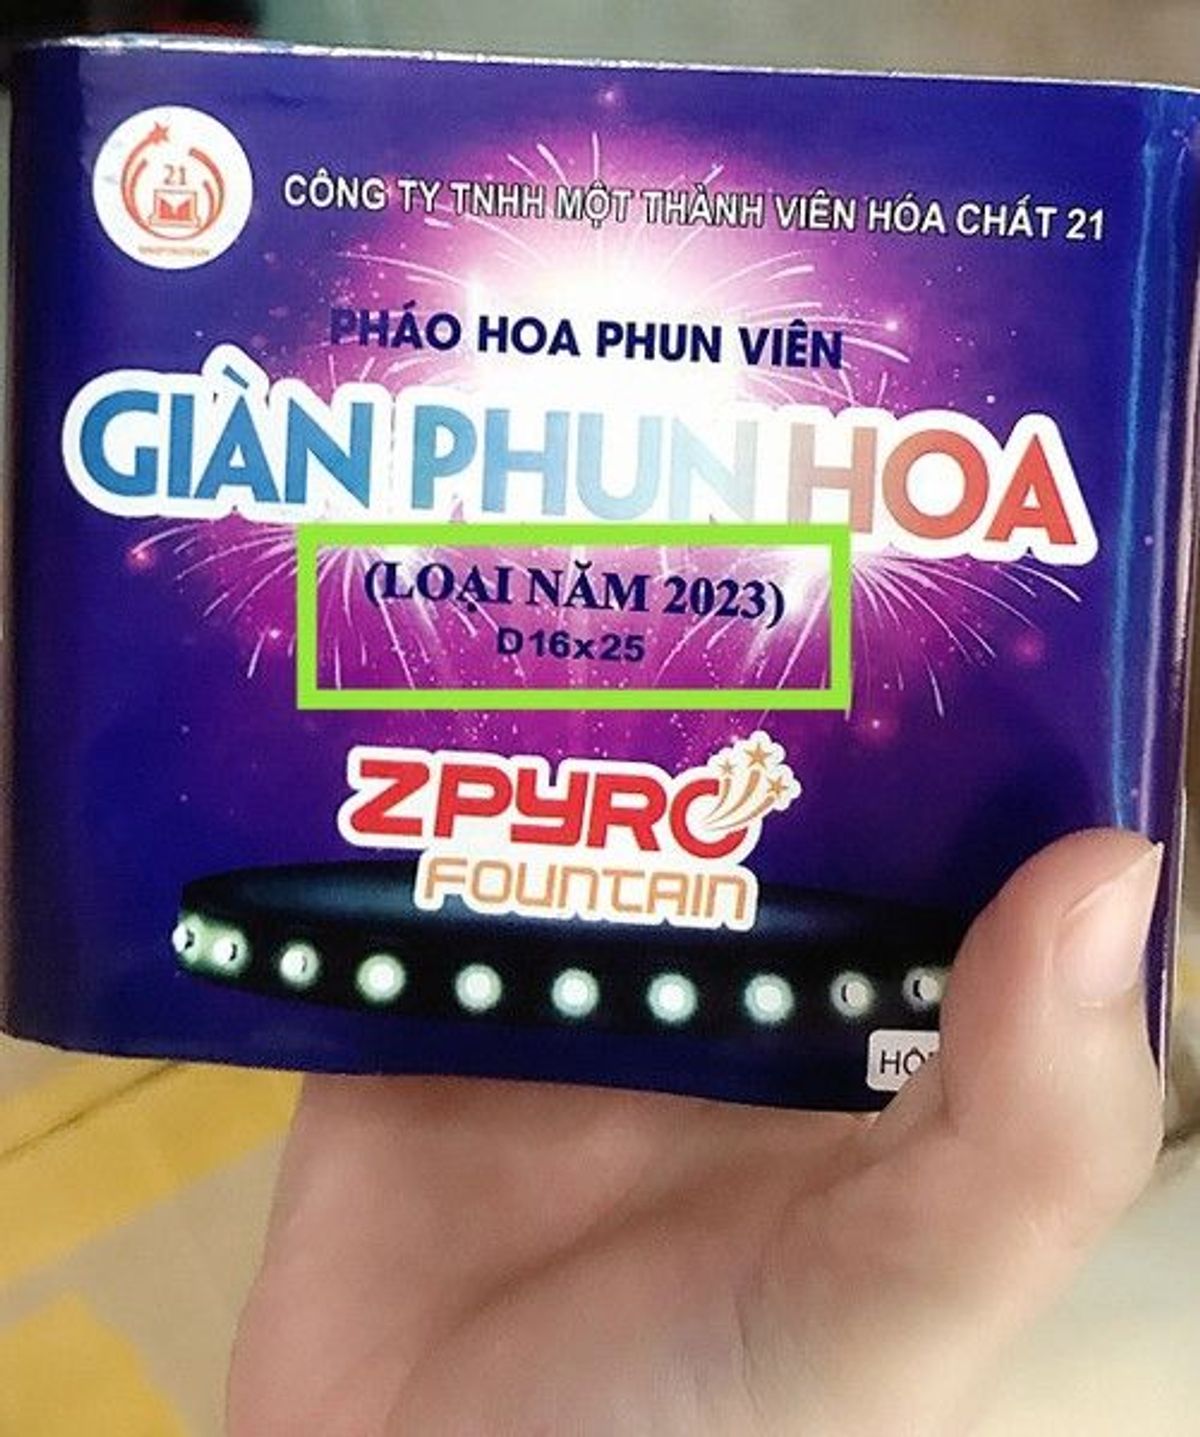 21
CÔNG TY TNHH MỘT THÀNH VIÊN HÓA CHẤT 21
PHÁO HOA PHUN VIÊN
GIÀN PHUN HOA
(LOẠI NĂM 2023)
D16x25
ZPYRO
FOUNTAIN